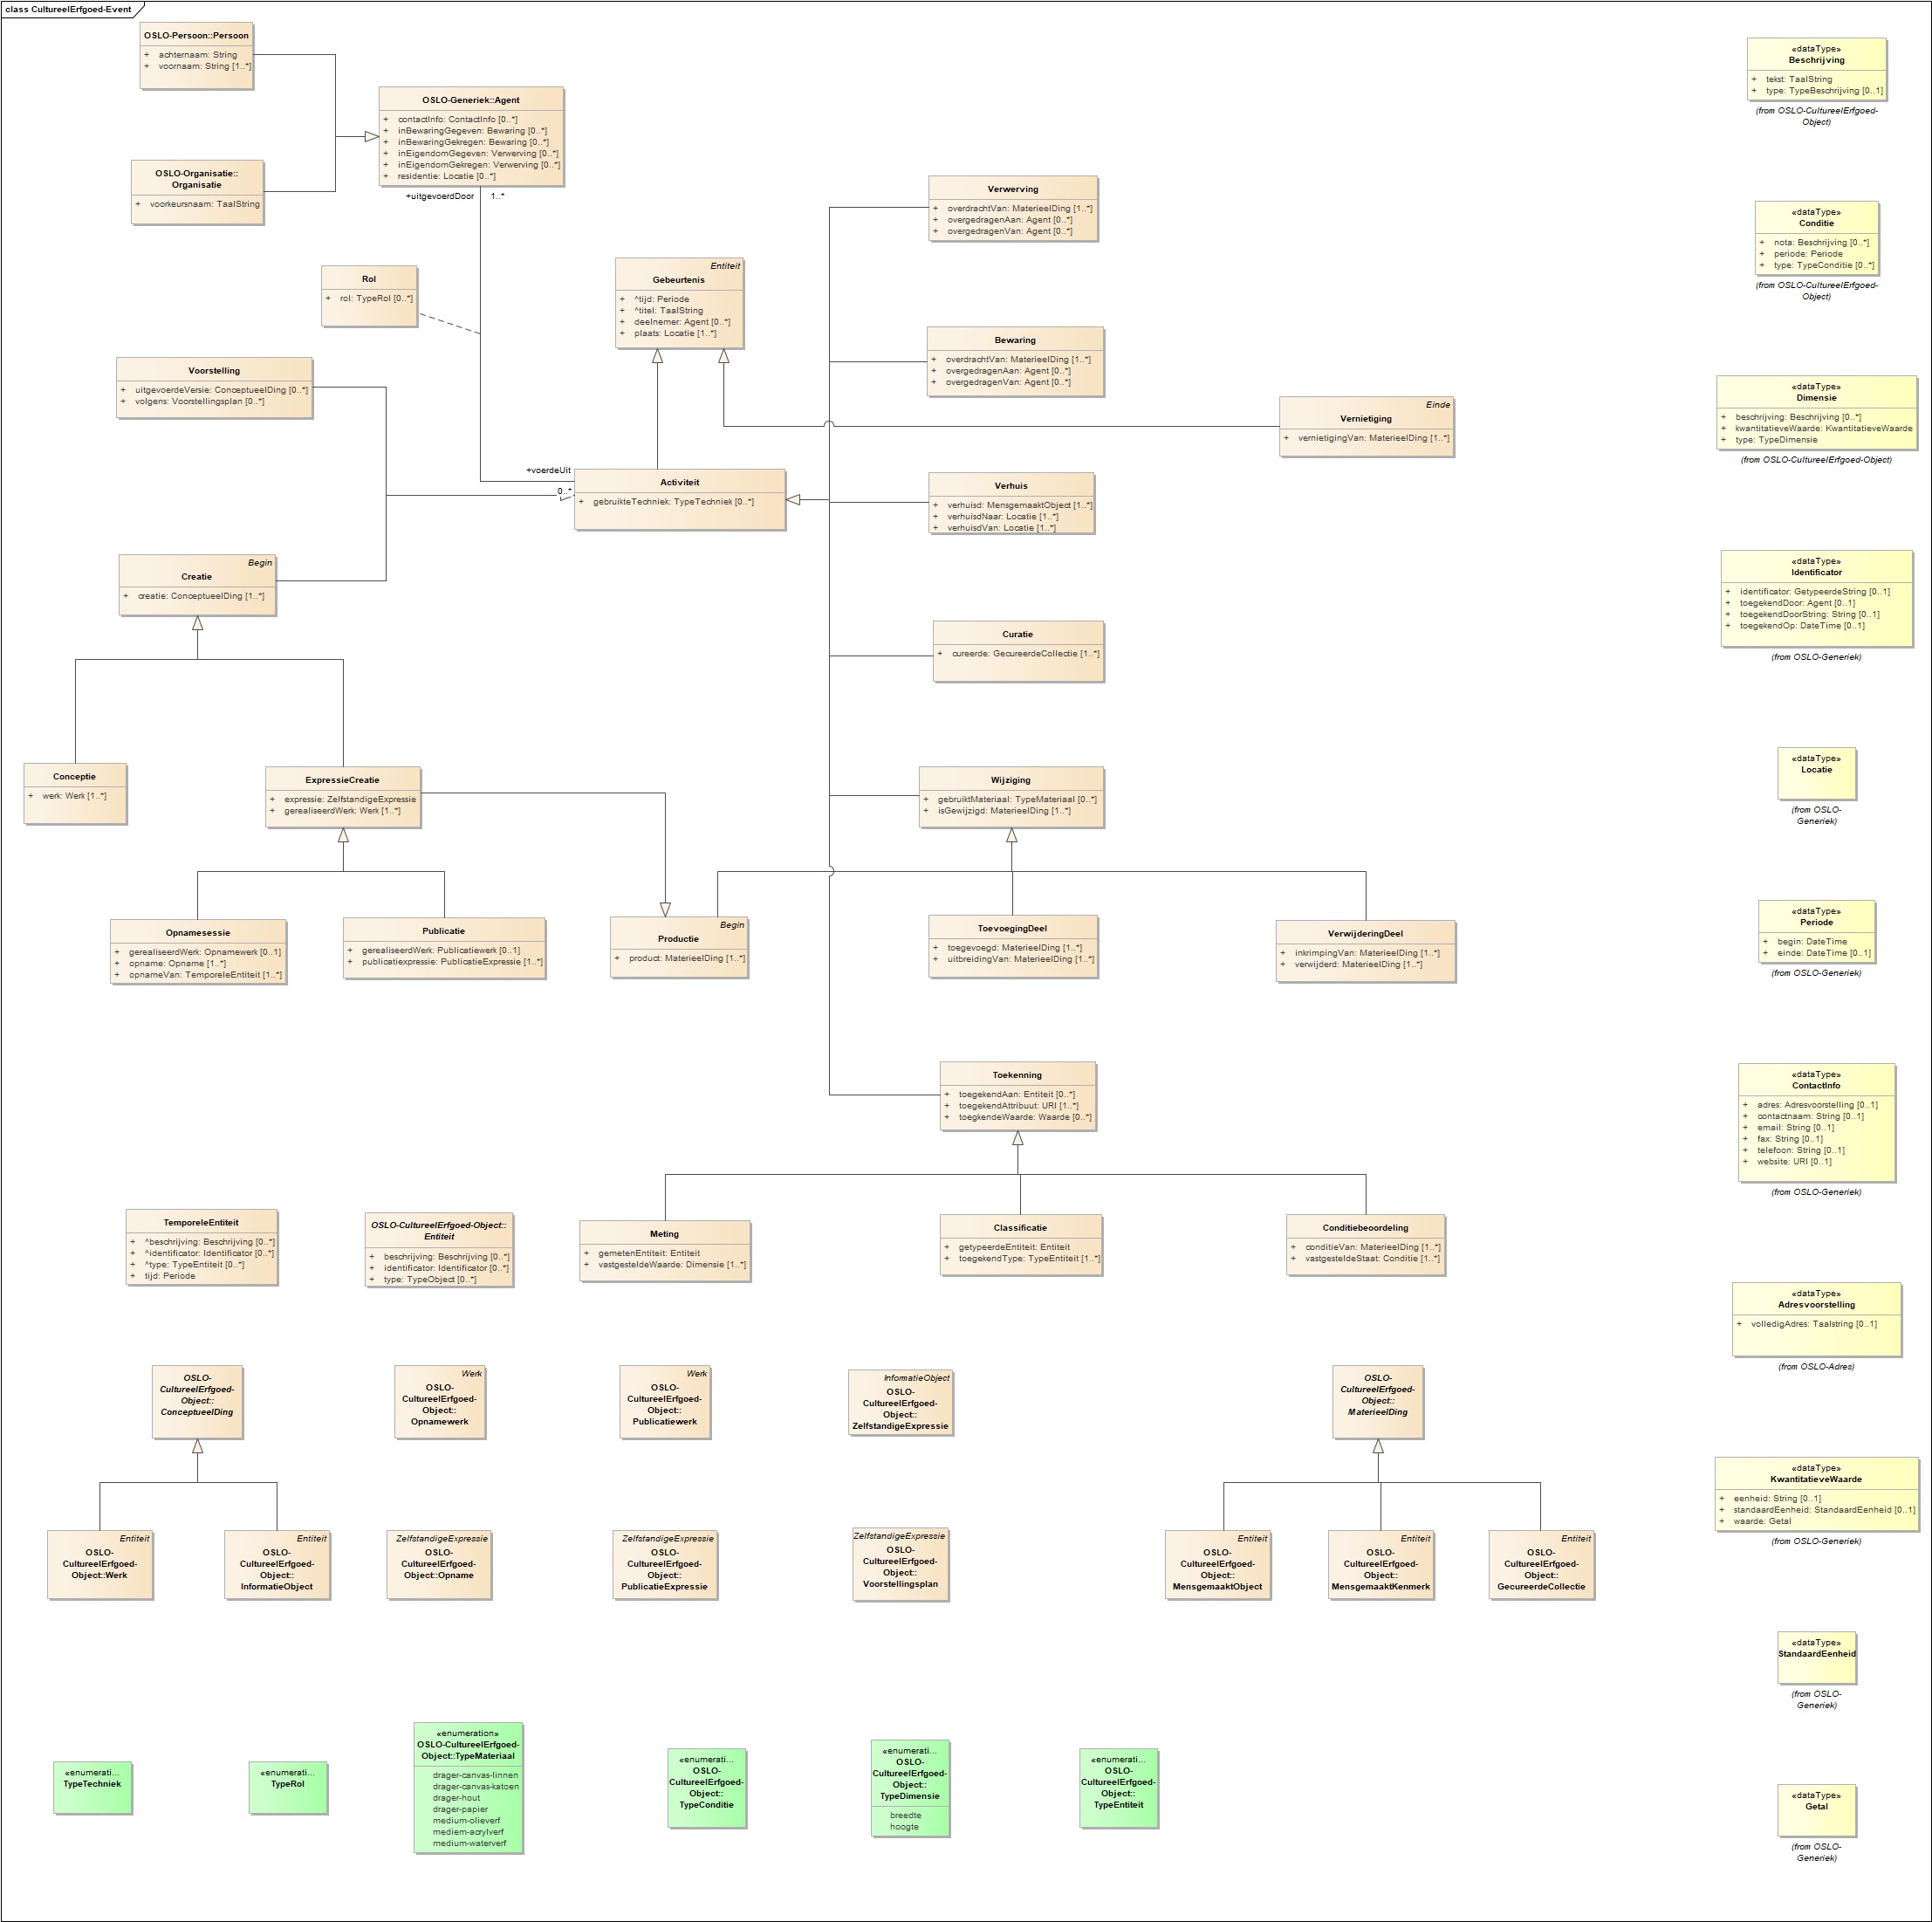 class CultureelErfgoed-Event
OSLO-Persoon::Persoon
+ achternaam: String
+ voornaam: String [1..*]
OSLO-Generiek::Agent
+ contactInfo: ContactInfo [0..*]
+ inBewaringGegeven: Bewaring [0..*]
+ inBewaringGekregen: Bewaring [0..*]
+ inEigendomGegeven: Verwerving [0..*]
+ inEigendomGekregen: Verwerving [0..*]
+ residentie: Locatie [0..*]
OSLO-Organisatie::
Organisatie
+ voorkeursnaam: TaalString
+uitgevoerdDoor 1..*
Rol
+ rol: TypeRol [0..*]
Entiteit
Gebeurtenis
+ ^tijd: Periode
+ ^titel: TaalString
+ deelnemer: Agent [0..*]
+ plaats: Locatie [1..*]
Verwerving
+ overdrachtVan: MaterieelDing [1..*]
+ overgedragenAan: Agent [0..*]
+ overgedragenVan: Agent [0..*]
Bewaring
+ overdrachtVan: MaterieelDing [1..*]
+ overgedragenAan: Agent [0..*]
+ overgedragenVan: Agent [0..*]
Voorstelling
+ uitgevoerdeVersie: ConceptueelDing [0..*]
+ volgens: Voorstellingsplan [0..*]
Einde
Vernietiging
+ vernietigingVan: MaterieelDing [1..*]
+voerdeUit
0..*
Activiteit
+ gebruikteTechniek: TypeTechniek [0..*]
Verhuis
+ verhuisd: MensgemaaktObject [1..*]
+ verhuisdNaar: Locatie [1..*]
+ verhuisdVan: Locatie [1..*]
Begin
Creatie
+ creatie: ConceptueelDing [1..*]
Curatie
+ cureerde: GecureerdeCollectie [1..*]
Conceptie
+ werk: Werk [1..*]
ExpressieCreatie
+ expressie: ZelfstandigeExpressie
+ gerealiseerdWerk: Werk [1..*]
Wijziging
+ gebruiktMateriaal: TypeMateriaal [0..*]
+ isGewijzigd: MaterieelDing [1..*]
Opnamesessie
+ gerealiseerdWerk: Opnamewerk [0..1]
+ opname: Opname [1..*]
+ opnameVan: TemporeleEntiteit [1..*]
Publicatie
+ gerealiseerdWerk: Publicatiewerk [0..1]
+ publicatiexpressie: PublicatieExpressie [1..*]
Begin
Productie
+ product: MaterieelDing [1..*]
ToevoegingDeel
+ toegevoegd: MaterieelDing [1..*]
+ uitbreidingVan: MaterieelDing [1..*]
VerwijderingDeel
+ inkrimpingVan: MaterieelDing [1..*]
+ verwijderd: MaterieelDing [1..*]
Toekenning
+ toegekendAan: Entiteit [0..*]
+ toegekendAttribuut: URI [1..*]
+ toegkendeWaarde: Waarde [0..*]
TemporeleEntiteit
+ ^beschrijving: Beschrijving [0..*]
+ ^identificator: Identificator [0..*]
+ ^type: TypeEntiteit [0..*]
+ tijd: Periode
OSLO-CultureelErfgoed-Object::
Entiteit
+ beschrijving: Beschrijving [0..*]
+ identificator: Identificator [0..*]
+ type: TypeObject [0..*]
Meting
+ gemetenEntiteit: Entiteit
+ vastgesteldeWaarde: Dimensie [1..*]
Classificatie
+ getypeerdeEntiteit: Entiteit
+ toegekendType: TypeEntiteit [1..*]
Conditiebeoordeling
+ conditieVan: MaterieelDing [1..*]
+ vastgesteldeStaat: Conditie [1..*]
OSLO-
CultureelErfgoed-
Object::
ConceptueelDing
Werk
OSLO-
CultureelErfgoed-
Object::
Opnamewerk
Werk
OSLO-
CultureelErfgoed-
Object::
Publicatiewerk
InformatieObject
OSLO-
CultureelErfgoed-
Object::
ZelfstandigeExpressie
OSLO-
CultureelErfgoed-
Object::
MaterieelDing
Entiteit
OSLO-
CultureelErfgoed-
Object::Werk
Entiteit
OSLO-
CultureelErfgoed-
Object::
InformatieObject
ZelfstandigeExpressie
OSLO-
CultureelErfgoed-
Object::Opname
ZelfstandigeExpressie
OSLO-
CultureelErfgoed-
Object::
PublicatieExpressie
ZelfstandigeExpressie
OSLO-
CultureelErfgoed-
Object::
Voorstellingsplan
Entiteit
OSLO-
CultureelErfgoed-
Object::
MensgemaaktObject
Entiteit
OSLO-
CultureelErfgoed-
Object::
MensgemaaktKenmerk
Entiteit
OSLO-
CultureelErfgoed-
Object::
GecureerdeCollectie
«enumerati...
TypeTechniek
«enumerati...
TypeRol
«enumeration»
OSLO-CultureelErfgoed-
Object::TypeMateriaal
drager-canvas-linnen
drager-canvas-katoen
drager-hout
drager-papier
medium-olieverf
mediem-acrylverf
medium-waterverf
«enumerati...
OSLO-
CultureelErfgoed-
Object::
TypeConditie
«enumerati...
OSLO-
CultureelErfgoed-
Object::
TypeDimensie
breedte
hoogte
«enumerati...
OSLO-
CultureelErfgoed-
Object::
TypeEntiteit
«dataType»
Beschrijving
+ tekst: TaalString
+ type: TypeBeschrijving [0..1]
(from OSLO-CultureelErfgoed-
Object)
«dataType»
Conditie
+ nota: Beschrijving [0..*]
+ periode: Periode
+ type: TypeConditie [0..*]
(from OSLO-CultureelErfgoed-
Object)
«dataType»
Dimensie
+ beschrijving: Beschrijving [0..*]
+ kwantitatieveWaarde: KwantitatieveWaarde
+ type: TypeDimensie
(from OSLO-CultureelErfgoed-Object)
«dataType»
Identificator
+ identificator: GetypeerdeString [0..1]
+ toegekendDoor: Agent [0..1]
+ toegekendDoorString: String [0..1]
+ toegekendOp: DateTime [0..1]
(from OSLO-Generiek)
«dataType»
Locatie
(from OSLO-
Generiek)
«dataType»
Periode
+ begin: DateTime
+ einde: DateTime [0..1]
(from OSLO-Generiek)
«dataType»
ContactInfo
+ adres: Adresvoorstelling [0..1]
+ contactnaam: String [0..1]
+ email: String [0..1]
+ fax: String [0..1]
+ telefoon: String [0..1]
+ website: URI [0..1]
(from OSLO-Generiek)
«dataType»
Adresvoorstelling
+ volledigAdres: Taalstring [0..1]
(from OSLO-Adres)
«dataType»
KwantitatieveWaarde
+ eenheid: String [0..1]
+ standaardEenheid: StandaardEenheid [0..1]
+ waarde: Getal
(from OSLO-Generiek)
«dataType»
StandaardEenheid
(from OSLO-
Generiek)
«dataType»
Getal
(from OSLO-
Generiek)